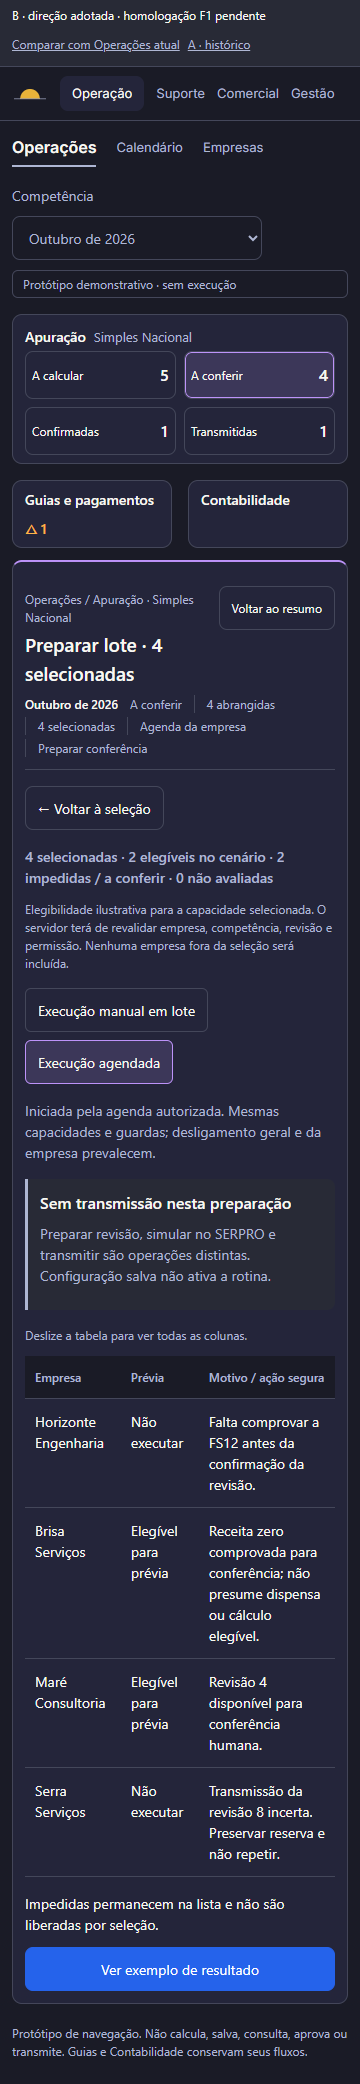 B · direção adotada · homologação F1 pendente
Comparar com Operações atual A · histórico
Operação Suporte Comercial Gestão
Operações Calendário Empresas
Competência
Outubro de 2026
Protótipo demonstrativo · sem execução
Apuração Simples Nacional
A calcular 5
A conferir 4
Confirmadas 1
Transmitidas 1
Guias e pagamentos
△ 1
Contabilidade
Operações / Apuração · Simples
Nacional
Voltar ao resumo
Preparar lote · 4
selecionadas
Outubro de 2026 A conferir 4 abrangidas
4 selecionadas Agenda da empresa
Preparar conferência
← Voltar à seleção
4 selecionadas · 2 elegíveis no cenário · 2
impedidas / a conferir · 0 não avaliadas
Elegibilidade ilustrativa para a capacidade selecionada. O
servidor terá de revalidar empresa, competência, revisão e
permissão. Nenhuma empresa fora da seleção será
incluída.
Execução manual em lote
Execução agendada
Iniciada pela agenda autorizada. Mesmas
capacidades e guardas; desligamento geral e da
empresa prevalecem.
Sem transmissão nesta preparação
Preparar revisão, simular no SERPRO e
transmitir são operações distintas.
Configuração salva não ativa a rotina.
Deslize a tabela para ver todas as colunas.
Empresa Prévia Motivo / ação segura
Horizonte
Engenharia
Não
executar
Falta comprovar a
FS12 antes da
confirmação da
revisão.
Brisa
Serviços
Elegível
para
prévia
Receita zero
comprovada para
conferência; não
presume dispensa
ou cálculo
elegível.
Maré
Consultoria
Elegível
para
prévia
Revisão 4
disponível para
conferência
humana.
Serra
Serviços
Não
executar
Transmissão da
revisão 8 incerta.
Preservar reserva e
não repetir.
Impedidas permanecem na lista e não são
liberadas por seleção.
Ver exemplo de resultado
Protótipo de navegação. Não calcula, salva, consulta, aprova ou
transmite. Guias e Contabilidade conservam seus fluxos.